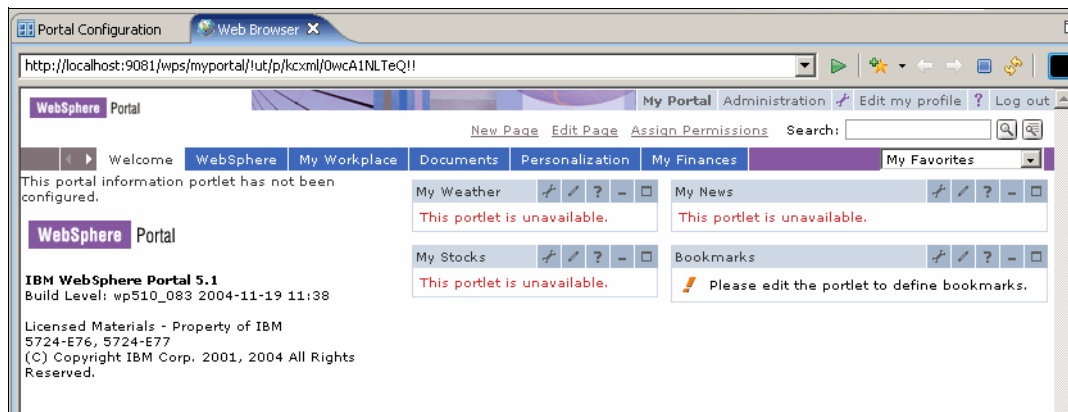 Portal Configuration
Web Browser
http://localhost:9081/wps/myportal/!ut/p/kcxml/0wcA1NLTeQ!!
WebSphere Portal
My Portal Administration Edit my profile ? Log out
New Page Edit Page Assign Permissions Search:
Welcome WebSphere My Workplace Documents Personalization My Finances My Favorites
This portal information portlet has not been
configured.
WebSphere Portal
IBM WebSphere Portal 5.1
Build Level: wp510_083 2004-11-19 11:38
Licensed Materials - Property of IBM
5724-E76, 5724-E77
(C) Copyright IBM Corp. 2001, 2004 All Rights
Reserved.
My Weather ?
This portlet is unavailable.
My News ?
This portlet is unavailable.
My Stocks ?
This portlet is unavailable.
Bookmarks ?
Please edit the portlet to define bookmarks.